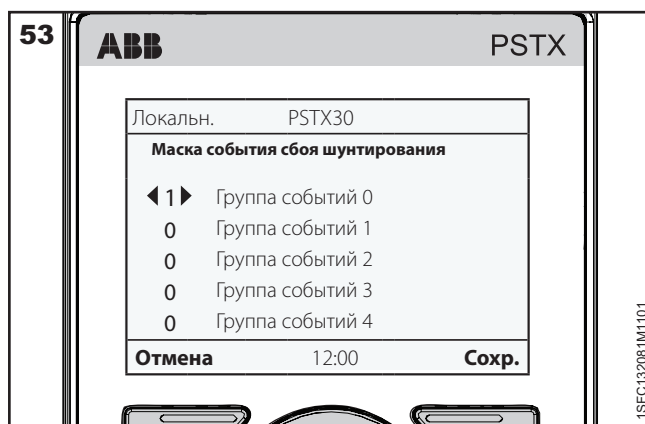 53
ABB PSTX
Локальн. PSTX30
Маска события сбоя шунтирования
1 Группа событий 0
0 Группа событий 1
0 Группа событий 2
0 Группа событий 3
0 Группа событий 4
Отмена 12:00 Сохр.
1SFC132081M1101